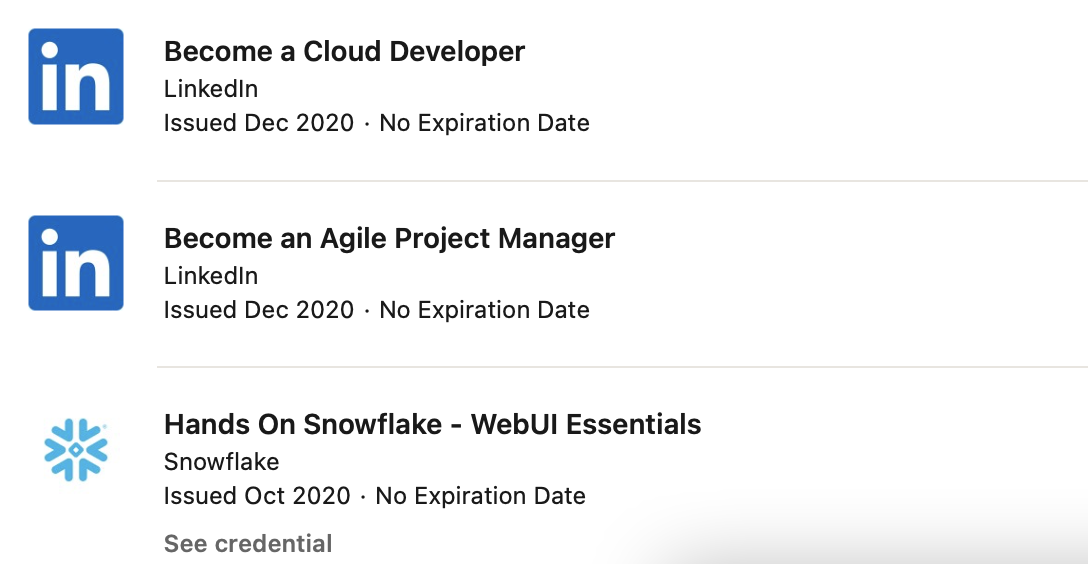 in
Become a Cloud Developer
LinkedIn
Issued Dec 2020 · No Expiration Date
in
Become an Agile Project Manager
LinkedIn
Issued Dec 2020 · No Expiration Date
Hands On Snowflake - WebUI Essentials
Snowflake
Issued Oct 2020 · No Expiration Date
See credential